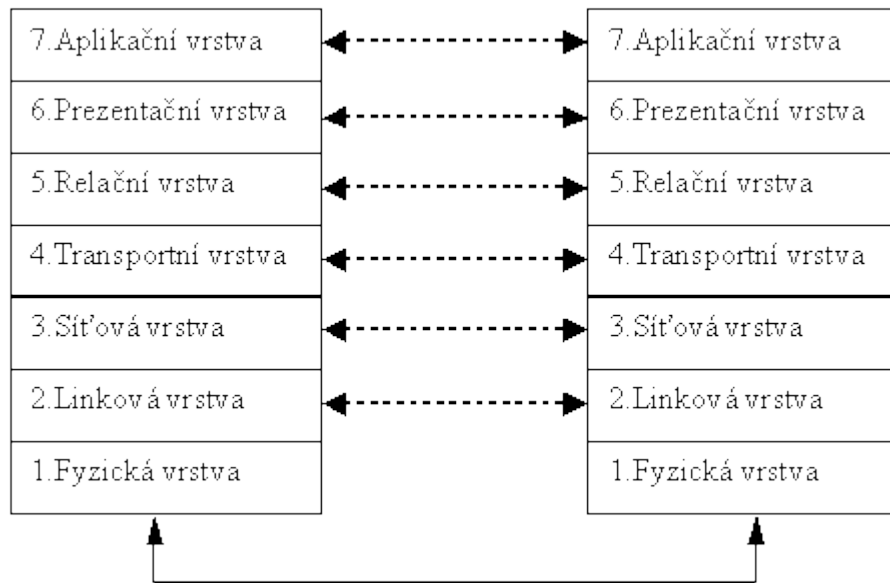 7.Aplikační vrstva
6.Prezentační vrstva
5.Relační vrstva
4.Transportní vrstva
3.Síťová vrstva
2.Linková vrstva
1.Fyzická vrstva
7.Aplikační vrstva
6.Prezentační vrstva
5.Relační vrstva
4.Transportní vrstva
3.Síťová vrstva
2.Linková vrstva
1.Fyzická vrstva